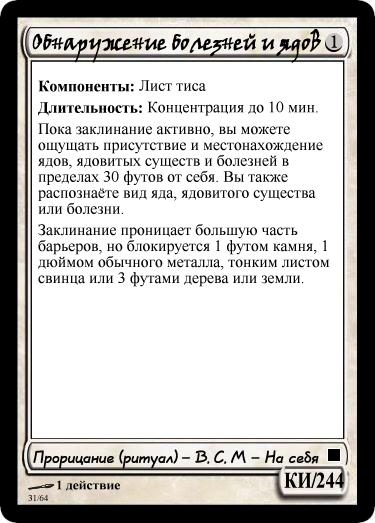 Обнаружение болезней и ядов 1
Компоненты: Лист тиса
Длительность: Концентрация до 10 мин.
Пока заклинание активно, вы можете
ощущать присутствие и местонахождение
ядов, ядовитых существ и болезней в
пределах 30 футов от себя. Вы также
распознаёте вид яда, ядовитого существа
или болезни.
Заклинание проницает большую часть
барьеров, но блокируется 1 футом камня, 1
дюймом обычного металла, тонким листом
свинца или 3 футами дерева или земли.
Прорицание (ритуал) – В, С, М – На себя
1 действие
КИ/244
31/64